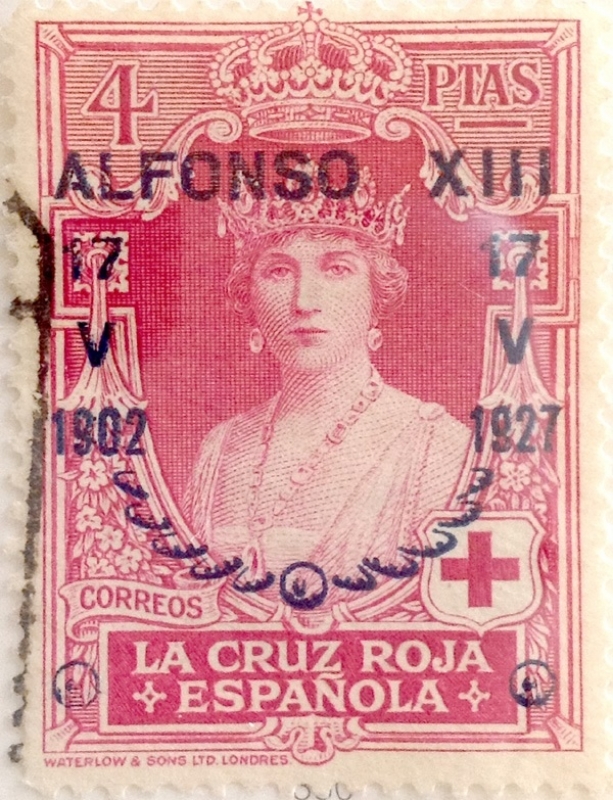 4 PTAS
ALFONSO XIII
17 17
V V
1902 1927
CORREOS
LA CRUZ ROJA
ESPAÑOLA
WATERLOW & SONS LTD. LONDRES.